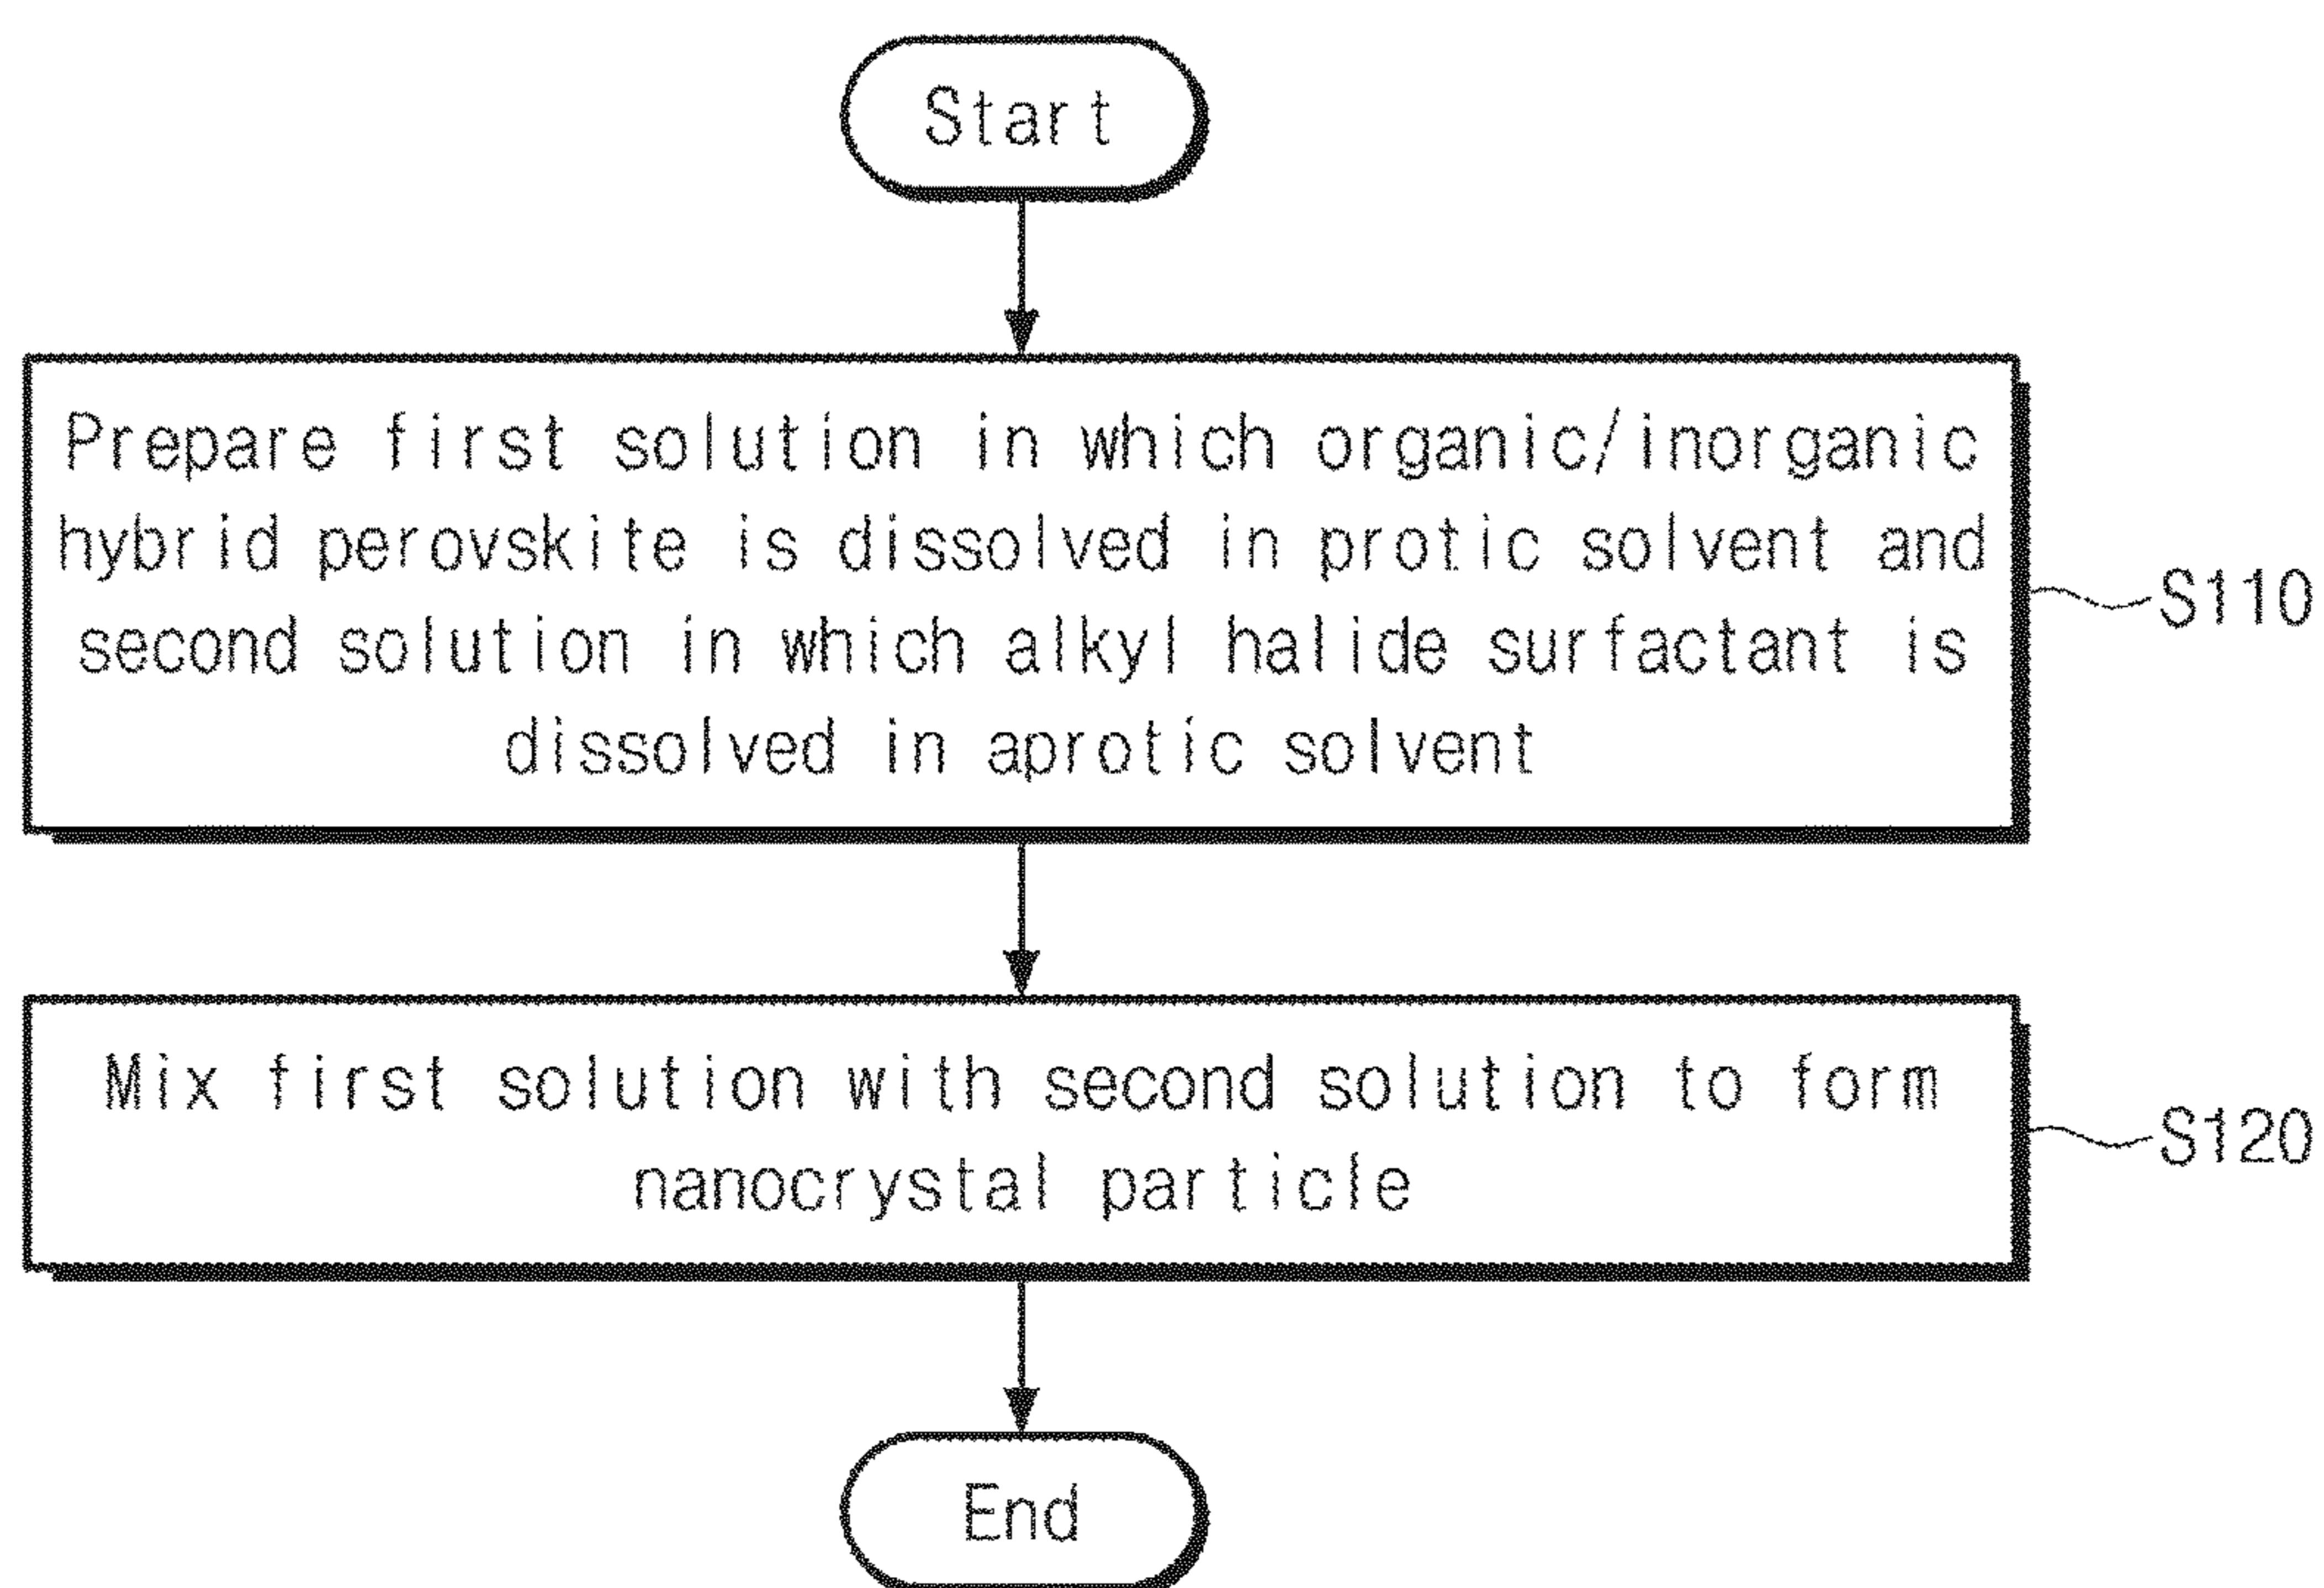 Start
Prepare first solution in which organic/inorganic
hybrid perovskite is dissolved in protic solvent and
second solution in which alkyl halide surfactant is
dissolved in aprotic solvent
S110
Mix first solution with second solution to form
nanocrystal particle
S120
End